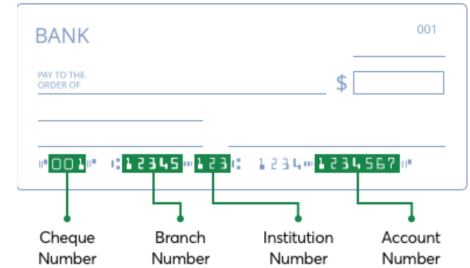 BANK 001
PAY TO THE
ORDER OF
$
⑈001⑈ ⑆12345⑉123⑆ 1234⑉1234567⑈
Cheque Number
Branch Number
Institution Number
Account Number